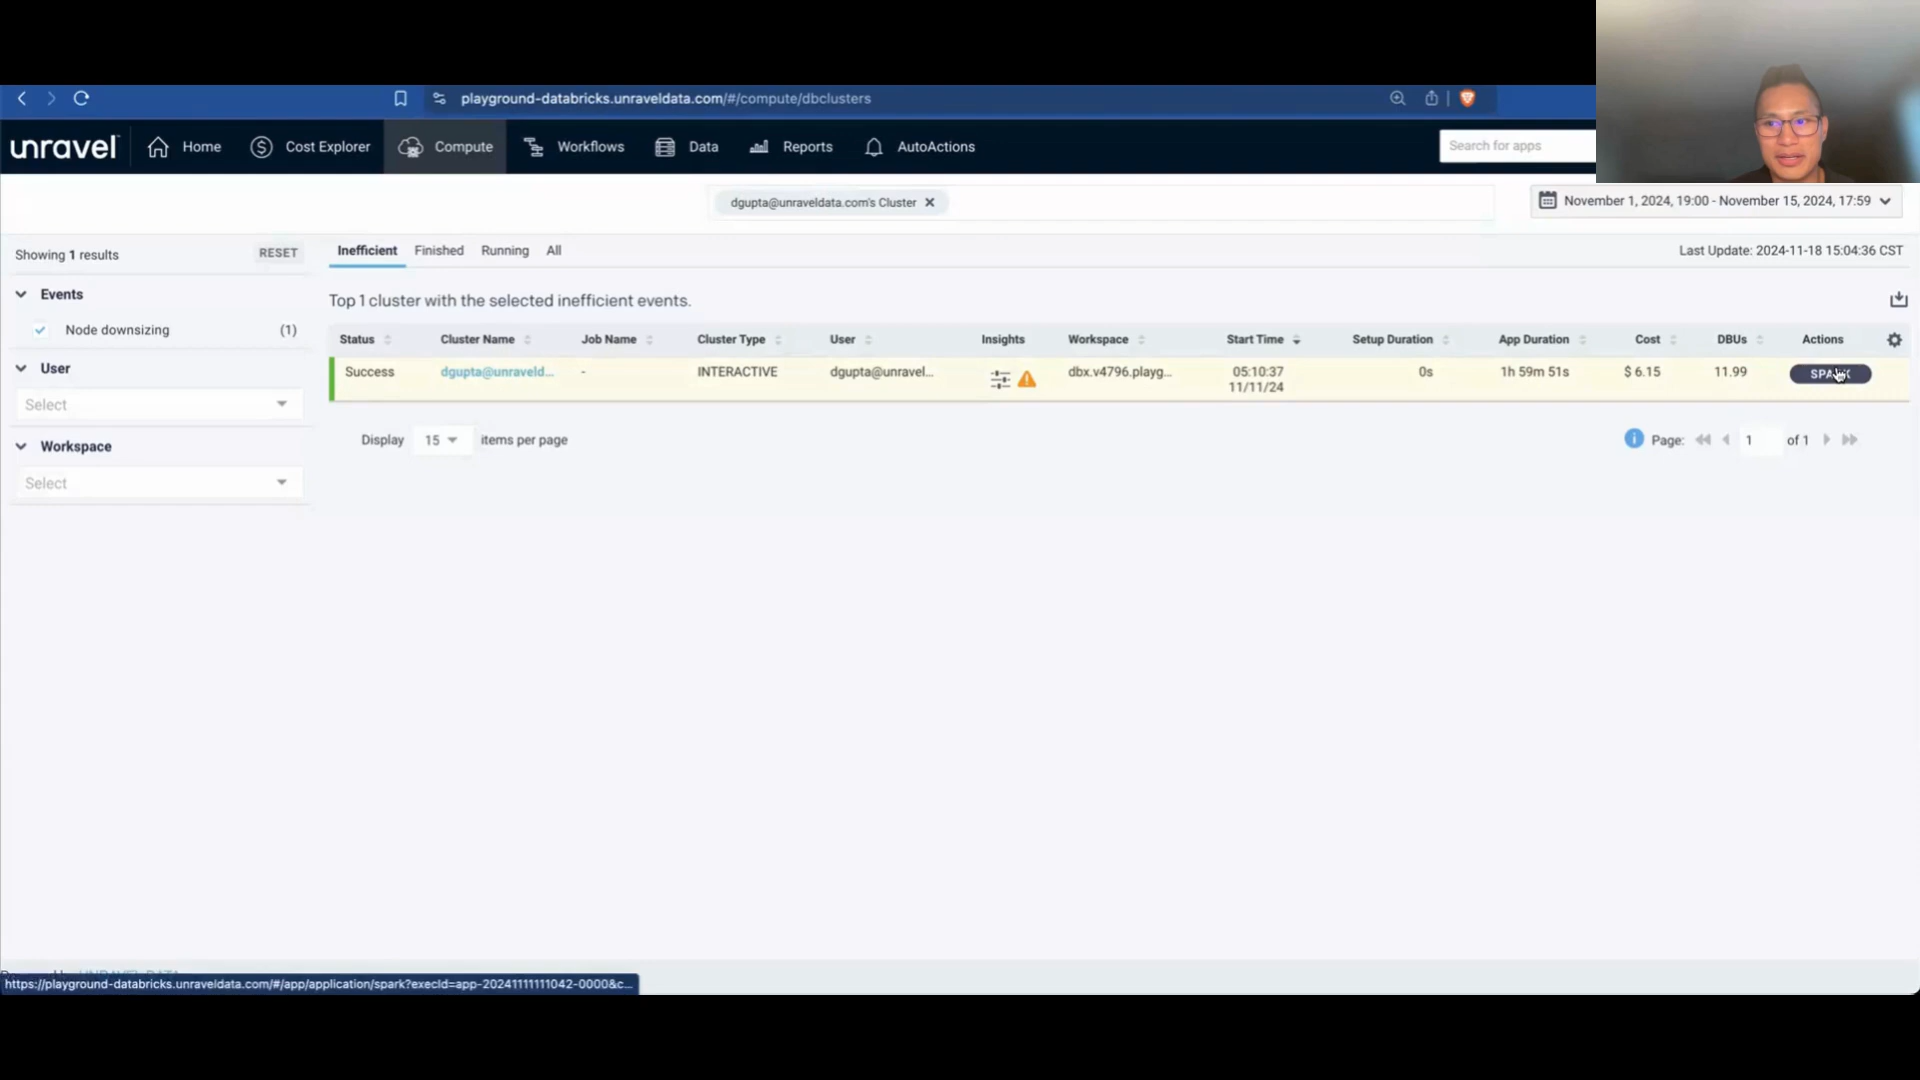 playground-databricks.unraveldata.com/#/compute/dbclusters
unravel
Home
Cost Explorer
Compute
Workflows
Data
Reports
AutoActions
Search for apps
dgupta@unraveldata.com's Cluster
November 1, 2024, 19:00 - November 15, 2024, 17:59
Showing 1 results
RESET
Inefficient
Finished
Running
All
Last Update: 2024-11-18 15:04:36 CST
Events
Node downsizing (1)
User
Select
Workspace
Select
Top 1 cluster with the selected inefficient events.
Status
Cluster Name
Job Name
Cluster Type
User
Insights
Workspace
Start Time
Setup Duration
App Duration
Cost
DBUs
Actions
Success
dgupta@unraveld...
-
INTERACTIVE
dgupta@unravel...
dbx.v4796.playg...
05:10:37
11/11/24
0s
1h 59m 51s
$ 6.15
11.99
Display 15 items per page
Page: 1 of 1
https://playground-databricks.unraveldata.com/#/app/application/spark?execId=app-20241111111042-0000&c...